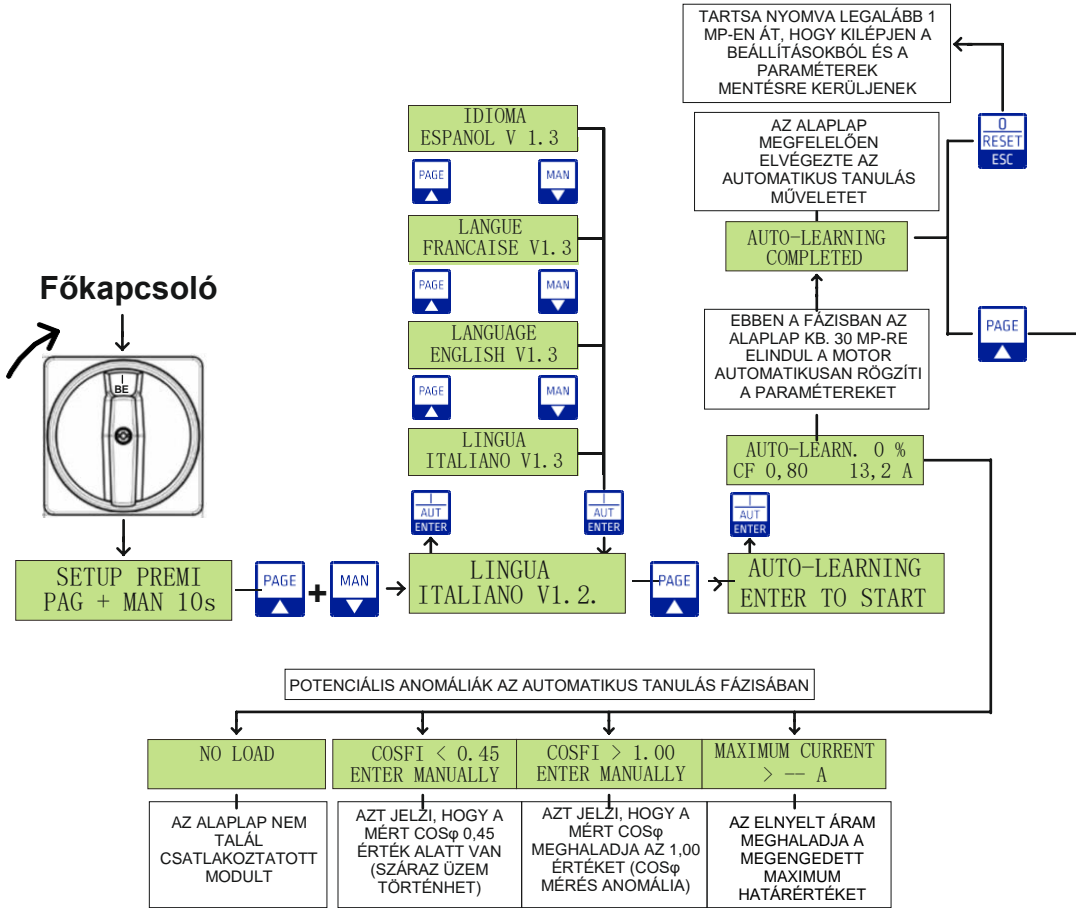 TARTSA NYOMVA LEGALÁBB 1
MP-EN ÁT, HOGY KILÉPJEN A
BEÁLLÍTÁSOKBÓL ÉS A
PARAMÉTEREK
MENTÉSRE KERÜLJENEK
0
RESET
ESC
AZ ALAPLAP
MEGFELELŐEN
ELVÉGEZTE AZ
AUTOMATIKUS TANULÁS
MŰVELETET
AUTO-LEARNING
COMPLETED
PAGE
EBBEN A FÁZISBAN AZ
ALAPLAP KB. 30 MP-RE
ELINDUL A MOTOR
AUTOMATIKUSAN RÖGZÍTI
A PARAMÉTEREKET
AUTO-LEARN. 0 %
CF 0,80 13,2 A
I
AUT
ENTER
IDIOMA
ESPANOL V 1.3
PAGE
MAN
LANGUE
FRANCAISE V1.3
PAGE
MAN
LANGUAGE
ENGLISH V1.3
PAGE
MAN
LINGUA
ITALIANO V1.3
I
AUT
ENTER
I
AUT
ENTER
Főkapcsoló
I
BE
SETUP PREMI
PAG + MAN 10s
PAGE
+
MAN
LINGUA
ITALIANO V1.2.
PAGE
AUTO-LEARNING
ENTER TO START
POTENCIÁLIS ANOMÁLIÁK AZ AUTOMATIKUS TANULÁS FÁZISÁBAN
NO LOAD
AZ ALAPLAP NEM
TALÁL
CSATLAKOZTATOTT
MODULT
COSFI < 0.45
ENTER MANUALLY
AZT JELZI, HOGY A
MÉRT COSφ 0,45
ÉRTÉK ALATT VAN
(SZÁRAZ ÜZEM
TÖRTÉNHET)
COSFI > 1.00
ENTER MANUALLY
AZT JELZI, HOGY A
MÉRT COSφ
MEGHALADJA AZ 1,00
ÉRTÉKET (COSφ
MÉRÉS ANOMÁLIA)
MAXIMUM CURRENT
> -- A
AZ ELNYELT ÁRAM
MEGHALADJA A
MEGENGEDETT
MAXIMUM
HATÁRÉRTÉKET